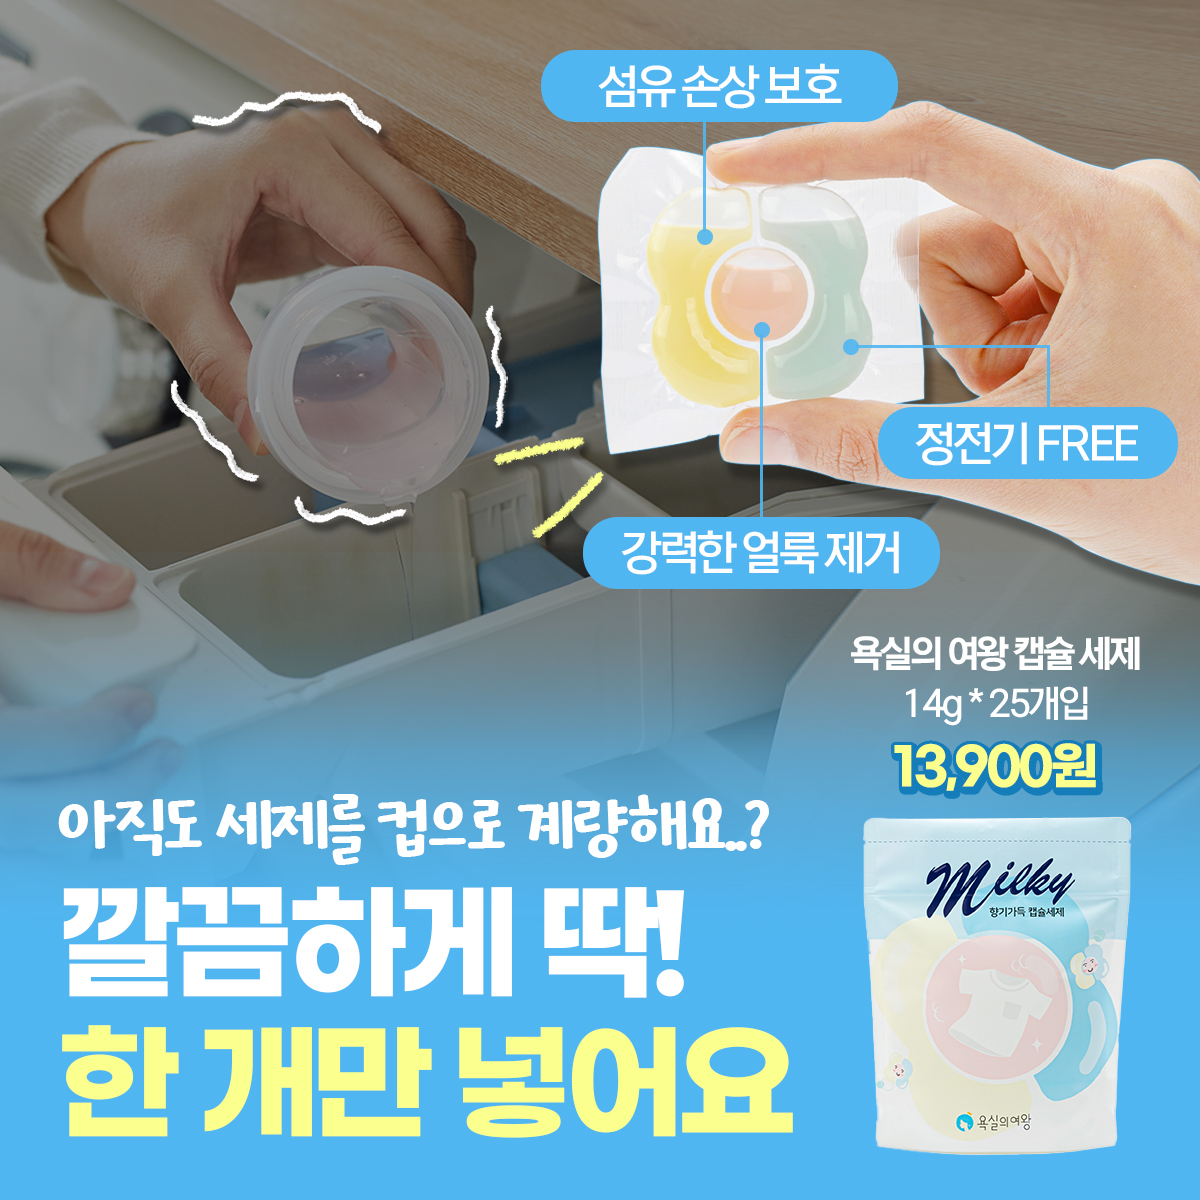 섬유 손상 보호
정전기 FREE
강력한 얼룩 제거
욕실의 여왕 캡슐 세제
14g * 25개입
13,900원
아직도 세제를 컵으로 계량해요..?
깔끔하게 딱!
한 개만 넣어요
Milky
향기가득 캡슐세제
욕실의여왕